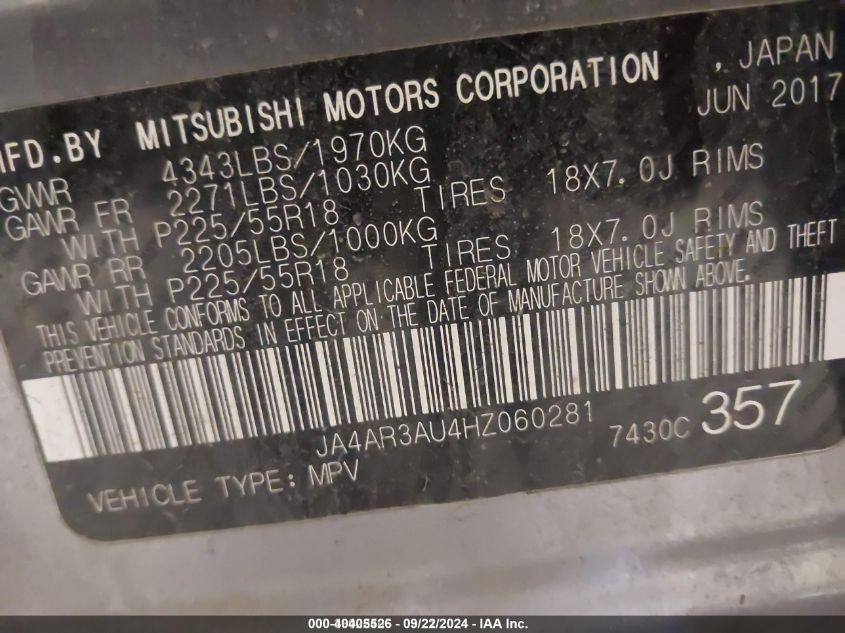 MFD.BY MITSUBISHI MOTORS CORPORATION , JAPAN
JUN 2017
GVWR 4343LBS/1970KG
GAWR FR 2271LBS/1030KG
WITH P225/55R18 TIRES 18X7.0J RIMS
GAWR RR 2205LBS/1000KG
WITH P225/55R18 TIRES 18X7.0J RIMS
THIS VEHICLE CONFORMS TO ALL APPLICABLE FEDERAL MOTOR VEHICLE SAFETY AND THEFT
PREVENTION STANDARDS IN EFFECT ON THE DATE OF MANUFACTURE SHOWN ABOVE.
JA4AR3AU4HZ060281 7430C 357
VEHICLE TYPE: MPV
000-40405526 - 09/22/2024 - IAA Inc.